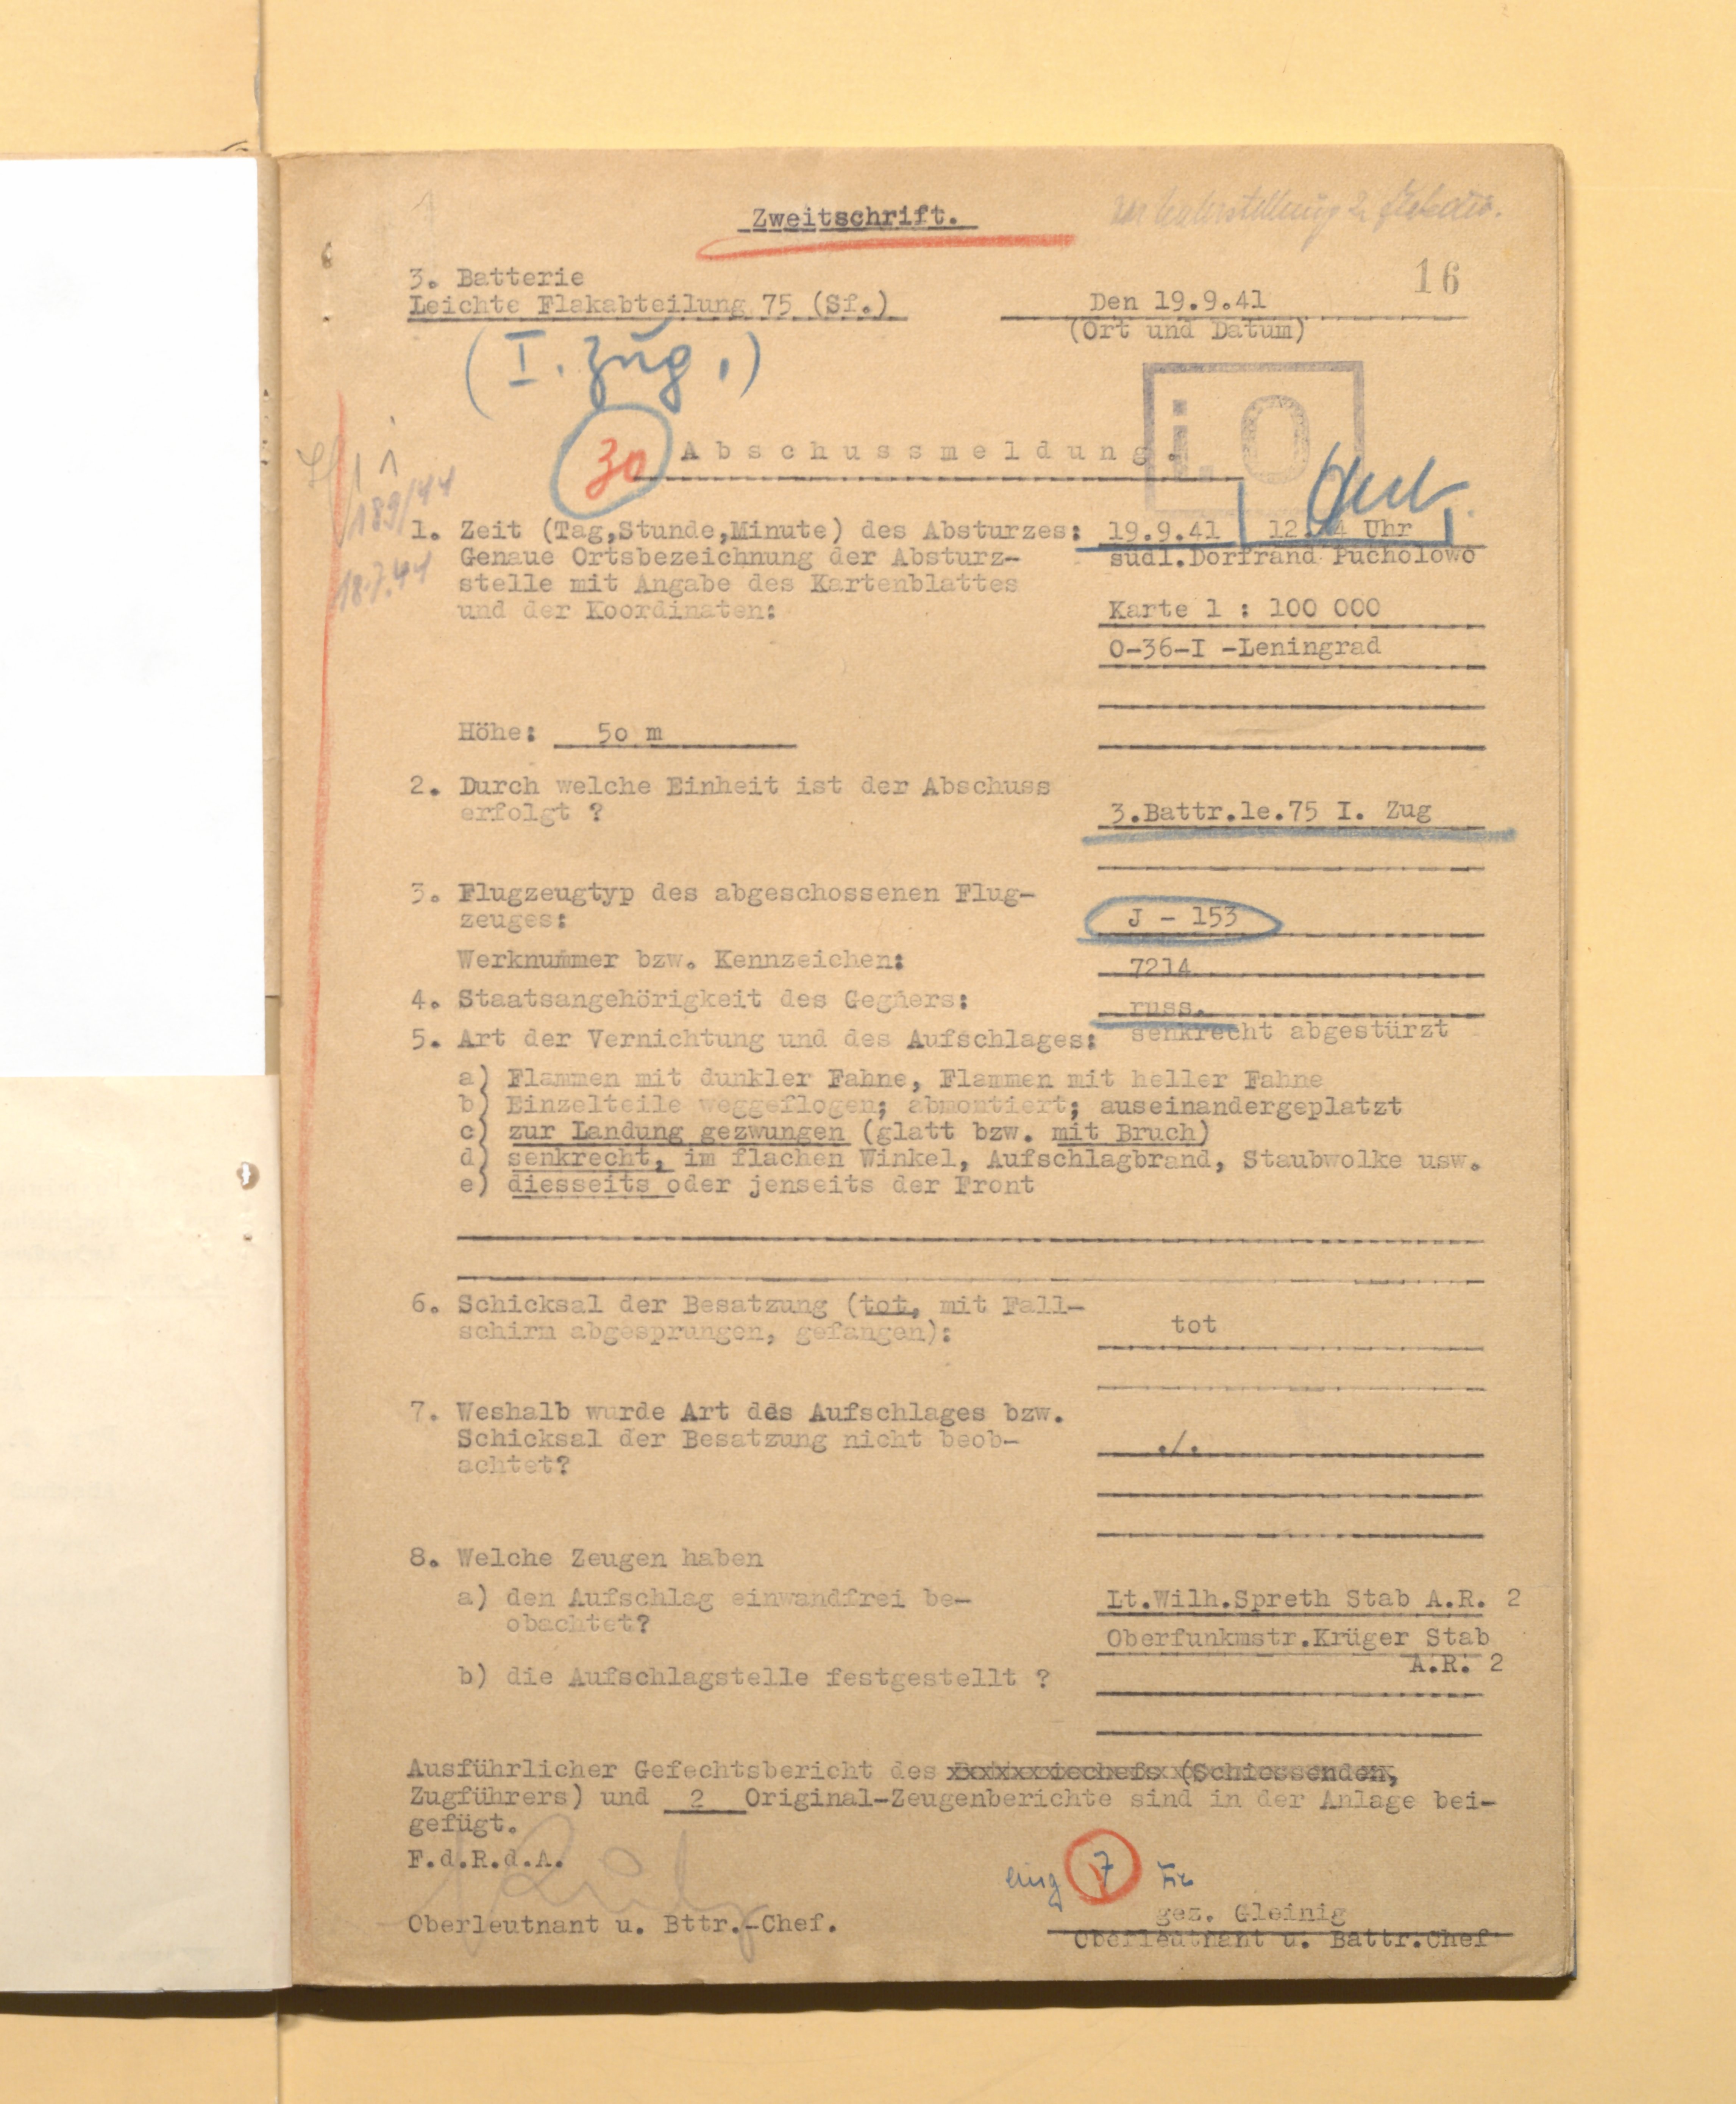 Zweitschrift.
3. Batterie
Leichte Flakabteilung 75 (Sf.)
16
Den 19.9.41
(Ort und Datum)
(I. Zug.)
i.O
30
Abschussmeldung.
189/44
18.7.44
1. Zeit (Tag,Stunde,Minute) des Absturzes: 19.9.41 Uhr
Genaue Ortsbezeichnung der Absturz- südl.Dorfrand Pucholowo
stelle mit Angabe des Kartenblattes
und der Koordinaten: Karte 1 : 100 000
O-36-I -Leningrad
Höhe: 5o m
2. Durch welche Einheit ist der Abschuss
erfolgt ? 3.Battr.le.75 I. Zug
3. Flugzeugtyp des abgeschossenen Flug-
zeuges: J - 153
Werknummer bzw. Kennzeichen: 7214
4. Staatsangehörigkeit des Gegners: russ.
5. Art der Vernichtung und des Aufschlages: senkrecht abgestürzt
a) Flammen mit dunkler Fahne, Flammen mit heller Fahne
b) Einzelteile weggeflogen; abmontiert; auseinandergeplatzt
c) zur Landung gezwungen (glatt bzw. mit Bruch)
d) senkrecht, im flachen Winkel, Aufschlagbrand, Staubwolke usw.
e) diesseits oder jenseits der Front
6. Schicksal der Besatzung (tot, mit Fall-
schirm abgesprungen, gefangen): tot
7. Weshalb wurde Art des Aufschlages bzw.
Schicksal der Besatzung nicht beob- ./.
achtet?
8. Welche Zeugen haben
a) den Aufschlag einwandfrei be- Lt.Wilh.Spreth Stab A.R. 2
obachtet?
Oberfunkmstr.Krüger Stab
A.R. 2
b) die Aufschlagstelle festgestellt ?
Ausführlicher Gefechtsbericht des (Schiessenden,
Zugführers) und 2 Original-Zeugenberichte sind in der Anlage bei-
gefügt.
F.d.R.d.A.
7
gez. Gleinig
Oberleutnant u. Bttr.-Chef.
Oberleutnant u. Battr.Chef